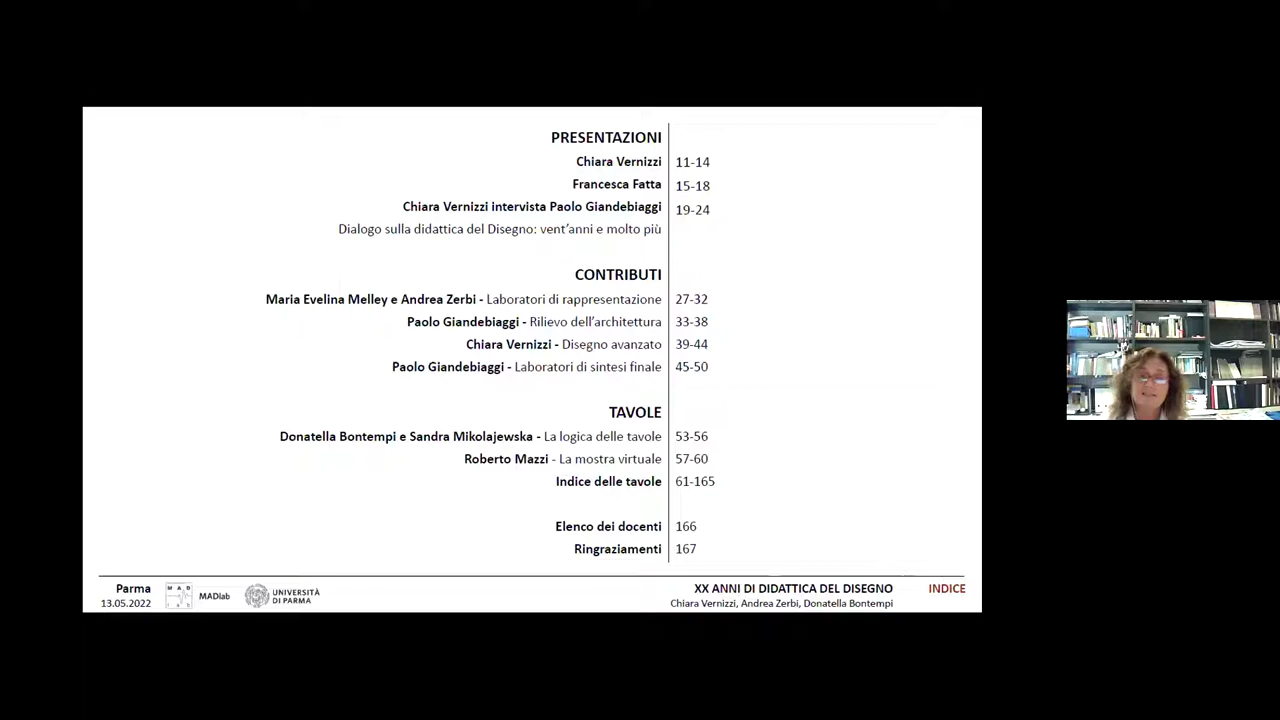 PRESENTAZIONI
Chiara Vernizzi 11-14
Francesca Fatta 15-18
Chiara Vernizzi intervista Paolo Giandebiaggi 19-24
Dialogo sulla didattica del Disegno: vent'anni e molto più
CONTRIBUTI
Maria Evelina Melley e Andrea Zerbi - Laboratori di rappresentazione 27-32
Paolo Giandebiaggi - Rilievo dell'architettura 33-38
Chiara Vernizzi - Disegno avanzato 39-44
Paolo Giandebiaggi - Laboratori di sintesi finale 45-50
TAVOLE
Donatella Bontempi e Sandra Mikolajewska - La logica delle tavole 53-56
Roberto Mazzi - La mostra virtuale 57-60
Indice delle tavole 61-165
Elenco dei docenti 166
Ringraziamenti 167
Parma
13.05.2022
MAD
LAB
MADlab
UNIVERSITÀ
DI PARMA
XX ANNI DI DIDATTICA DEL DISEGNO
Chiara Vernizzi, Andrea Zerbi, Donatella Bontempi
INDICE